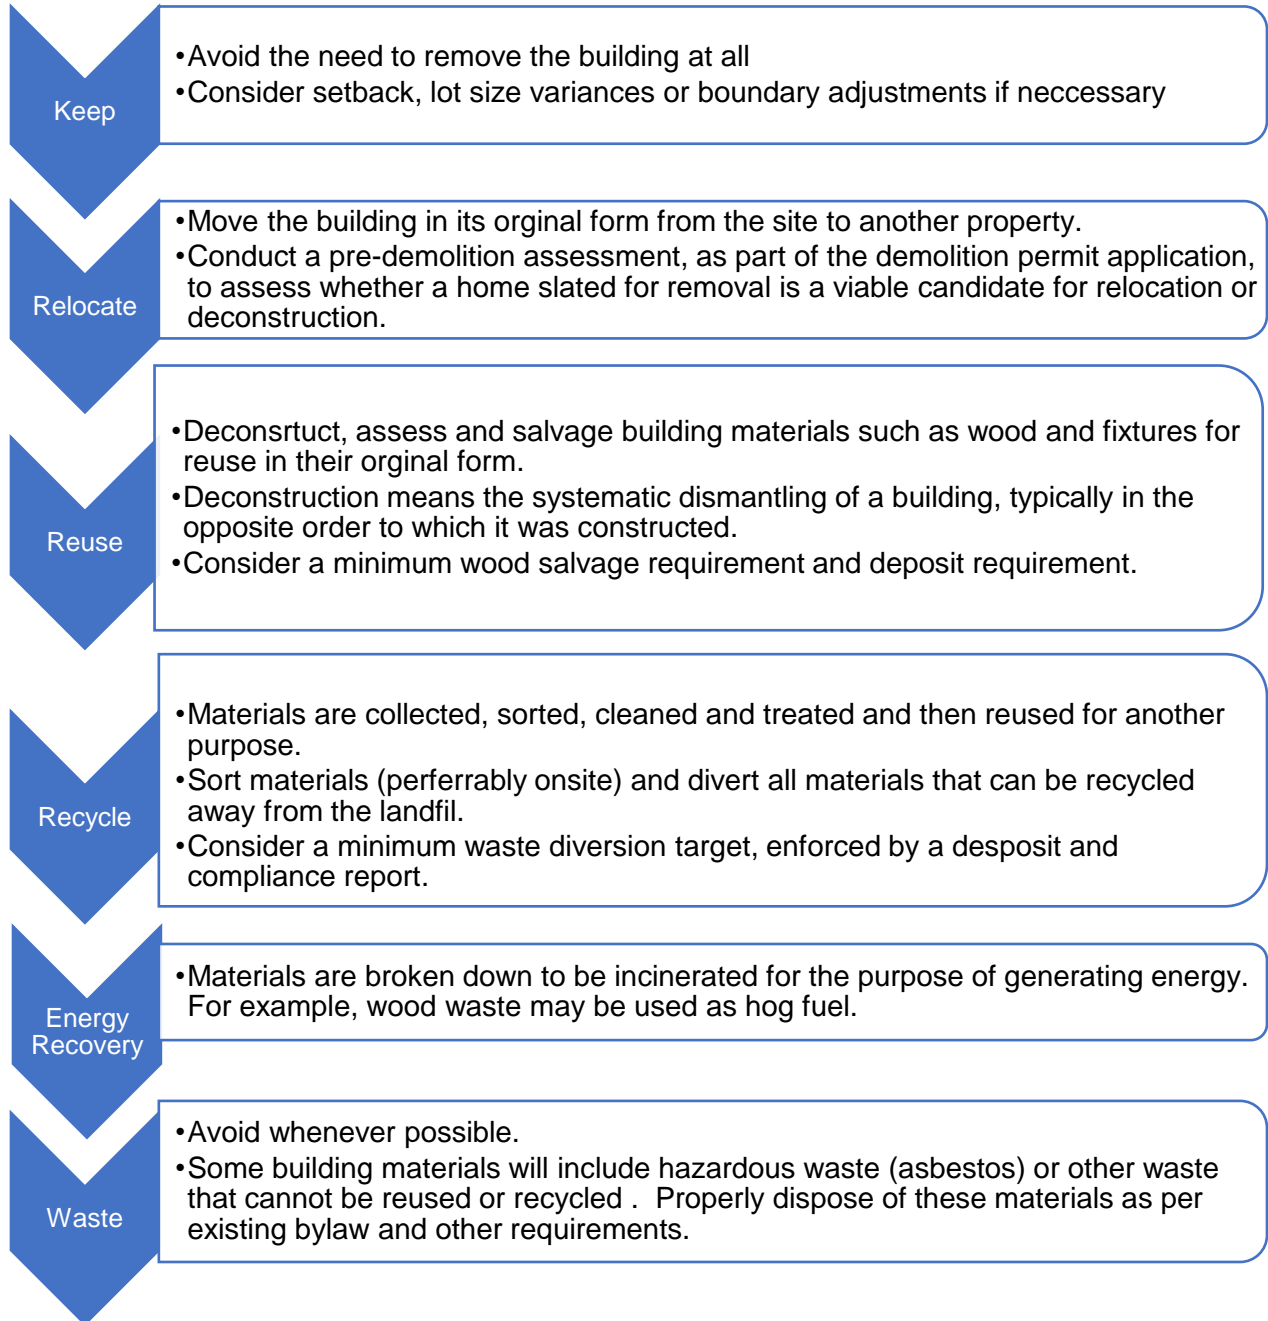 Keep
•Avoid the need to remove the building at all
•Consider setback, lot size variances or boundary adjustments if neccessary
Relocate
•Move the building in its orginal form from the site to another property.
•Conduct a pre-demolition assessment, as part of the demolition permit application,
to assess whether a home slated for removal is a viable candidate for relocation or
deconstruction.
Reuse
•Deconsrtuct, assess and salvage building materials such as wood and fixtures for
reuse in their orginal form.
•Deconstruction means the systematic dismantling of a building, typically in the
opposite order to which it was constructed.
•Consider a minimum wood salvage requirement and deposit requirement.
Recycle
•Materials are collected, sorted, cleaned and treated and then reused for another
purpose.
•Sort materials (perferrably onsite) and divert all materials that can be recycled
away from the landfil.
•Consider a minimum waste diversion target, enforced by a desposit and
compliance report.
Energy
Recovery
•Materials are broken down to be incinerated for the purpose of generating energy.
For example, wood waste may be used as hog fuel.
Waste
•Avoid whenever possible.
•Some building materials will include hazardous waste (asbestos) or other waste
that cannot be reused or recycled .  Properly dispose of these materials as per
existing bylaw and other requirements.